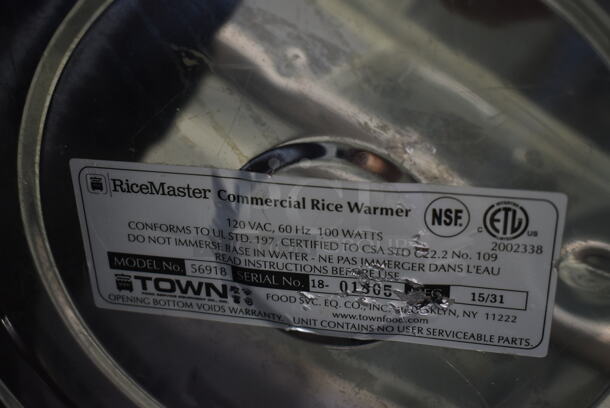 RiceMaster Commercial Rice Warmer
NSF. ETL
C US
120 VAC, 60 Hz, 100 WATTS
2002338
CONFORMS TO UL STD. 197, CERTIFIED TO CSA STD C22.2 No. 109
DO NOT IMMERSE BASE IN WATER - NE PAS IMMERGER DANS L'EAU
READ INSTRUCTIONS BEFORE USE
MODEL No. 56918 SERIAL No. 18- 15/31
TOWN FOOD SVC. EQ. CO., INC. BROOKLYN, NY 11222
www.townfood.com
OPENING BOTTOM VOIDS WARRANTY. UNIT CONTAINS NO USER SERVICEABLE PARTS.